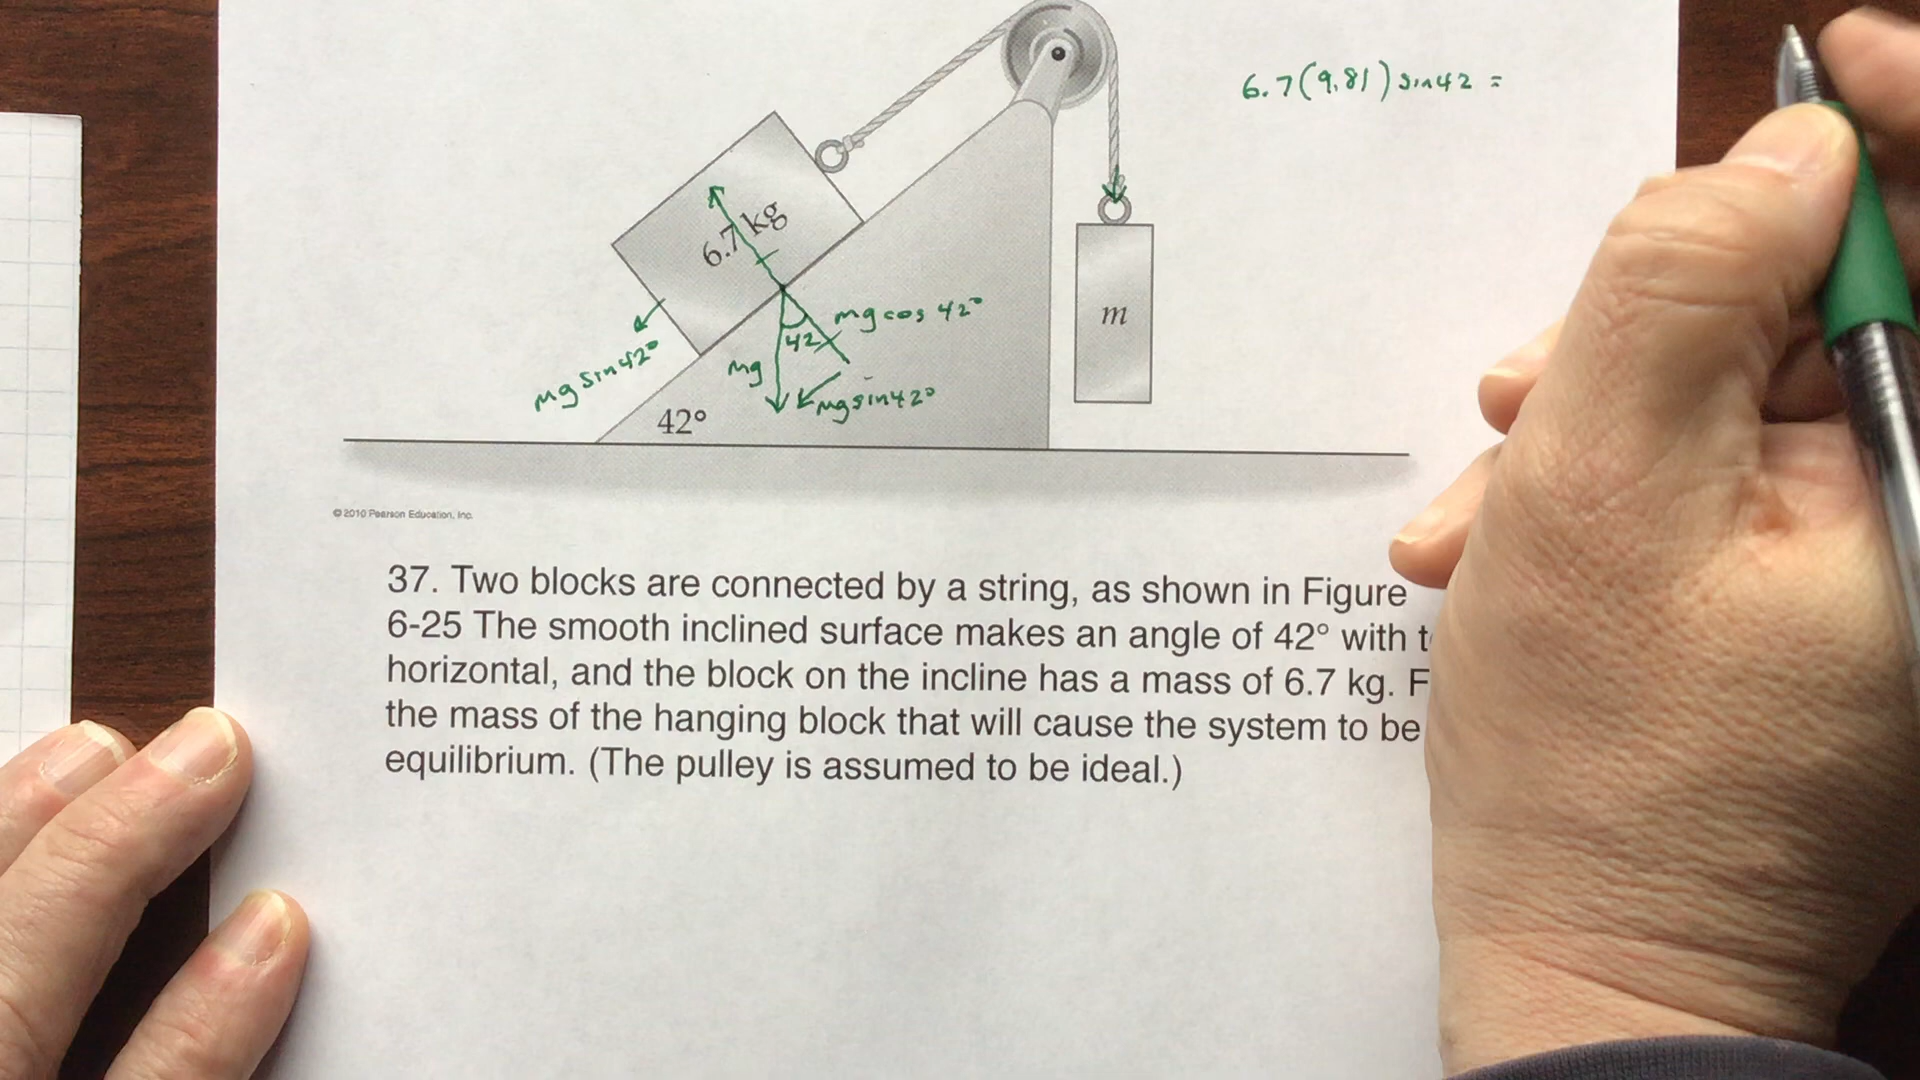 6.7(9.81)sin42 =
6.7 kg
mg cos 42°
m
42
mg sin42°
mg
mgsin42°
42°
© 2010 Pearson Education, Inc.
37. Two blocks are connected by a string, as shown in Figure
6-25 The smooth inclined surface makes an angle of 42° with
horizontal, and the block on the incline has a mass of 6.7 kg.
the mass of the hanging block that will cause the system to be
equilibrium. (The pulley is assumed to be ideal.)